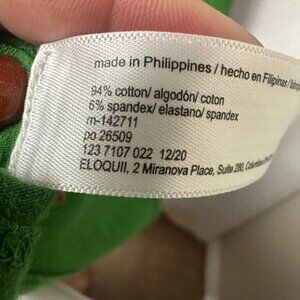 made in Philippines / hecho en Filipinas /
94% cotton/ algodón/ coton
6% spandex/ elastano/ spandex
m-142711
po 26509
123 7107 022 12/20
ELOQUII, 2 Miranova Place, Suite 280,